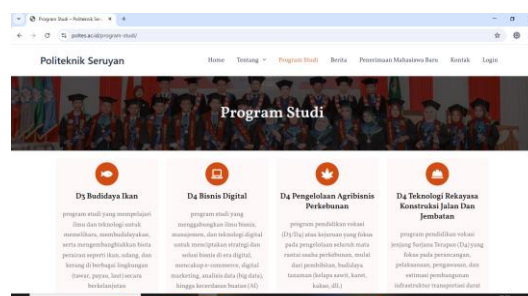 Program Studi - Politeknik Ser...
poltes.ac.id/program-studi/
Politeknik Seruyan
Home Tentang Program Studi Berita Penerimaan Mahasiswa Baru Kontak Login
Program Studi
D3 Budidaya Ikan
program studi yang mempelajari
ilmu dan teknologi untuk
memelihara, membudidayakan,
serta mengembangbiakkan biota
perairan seperti ikan, udang, dan
kerang di berbagai lingkungan
(tawar, payau, laut) secara
berkelanjutan.
D4 Bisnis Digital
program studi yang
menggabungkan ilmu bisnis,
manajemen, dan teknologi digital
untuk menciptakan strategi dan
solusi bisnis di era digital,
mencakup e-commerce, digital
marketing, analisis data (big data),
hingga kecerdasan buatan (AI)
D4 Pengelolaan Agribisnis
Perkebunan
program pendidikan vokasi
(D3/D4) atau kejuruan yang fokus
pada pengelolaan seluruh mata
rantai usaha perkebunan, mulai
dari pembibitan, budidaya
tanaman (kelapa sawit, karet,
kakao, dll.)
D4 Teknologi Rekayasa
Konstruksi Jalan Dan
Jembatan
program pendidikan vokasi
jenjang Sarjana Terapan (D4) yang
fokus pada perancangan,
pelaksanaan, pengawasan, dan
estimasi pembangunan
infrastruktur transportasi darat